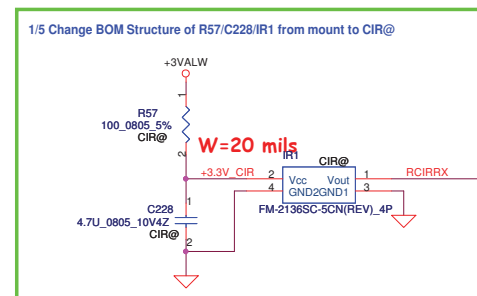 1/5 Change BOM Structure of R57/C228/IR1 from mount to CIR@
+3VALW
1
R57
100_0805_5%
CIR@
2
W=20 mils
IR1
CIR@
+3.3V_CIR
2
Vcc
Vout
1
RCIRRX
4
GND2
GND1
3
FM-2136SC-5CN(REV)_4P
1
C228
4.7U_0805_10V4Z
CIR@
2